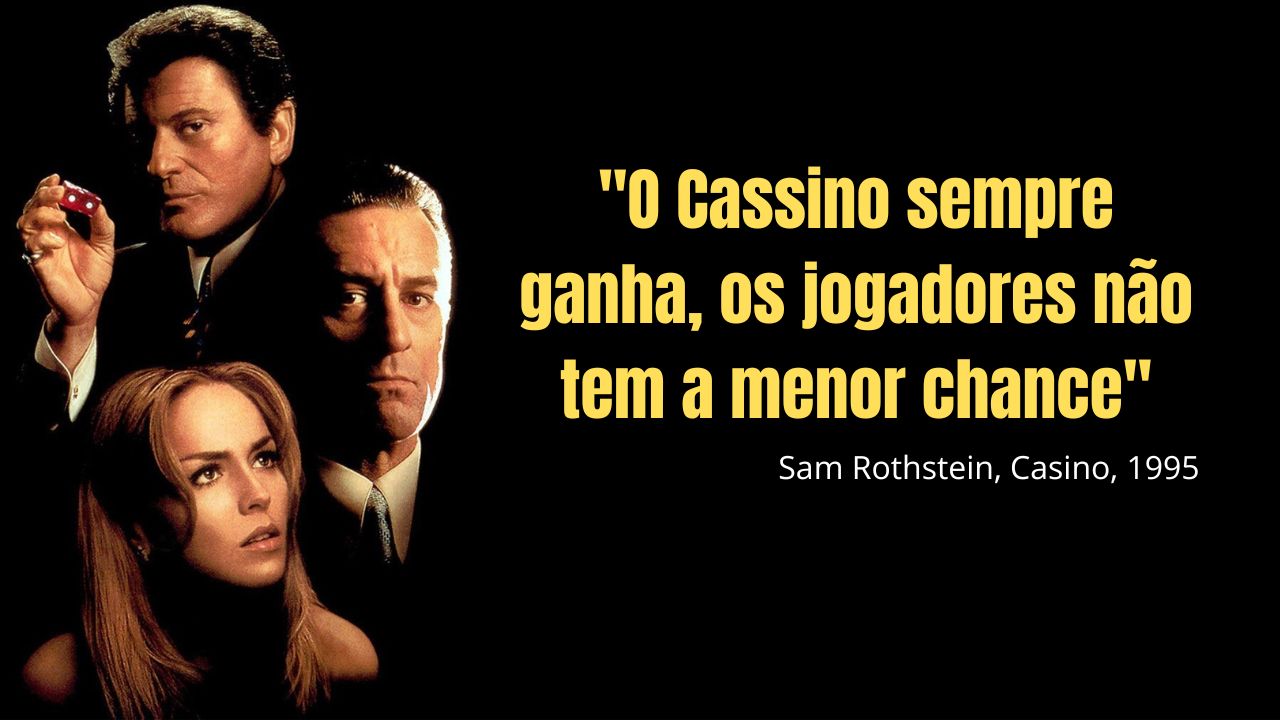 "O Cassino sempre
ganha, os jogadores não
tem a menor chance"
Sam Rothstein, Casino, 1995